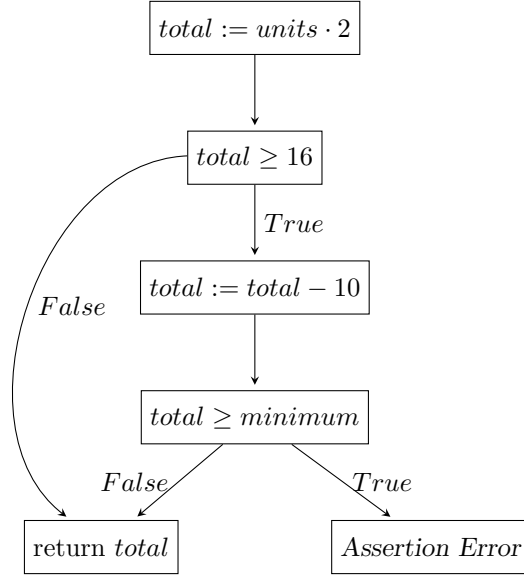 total := units · 2
total ≥ 16
True
total := total − 10
False
total ≥ minimum
False
True
return total
Assertion Error